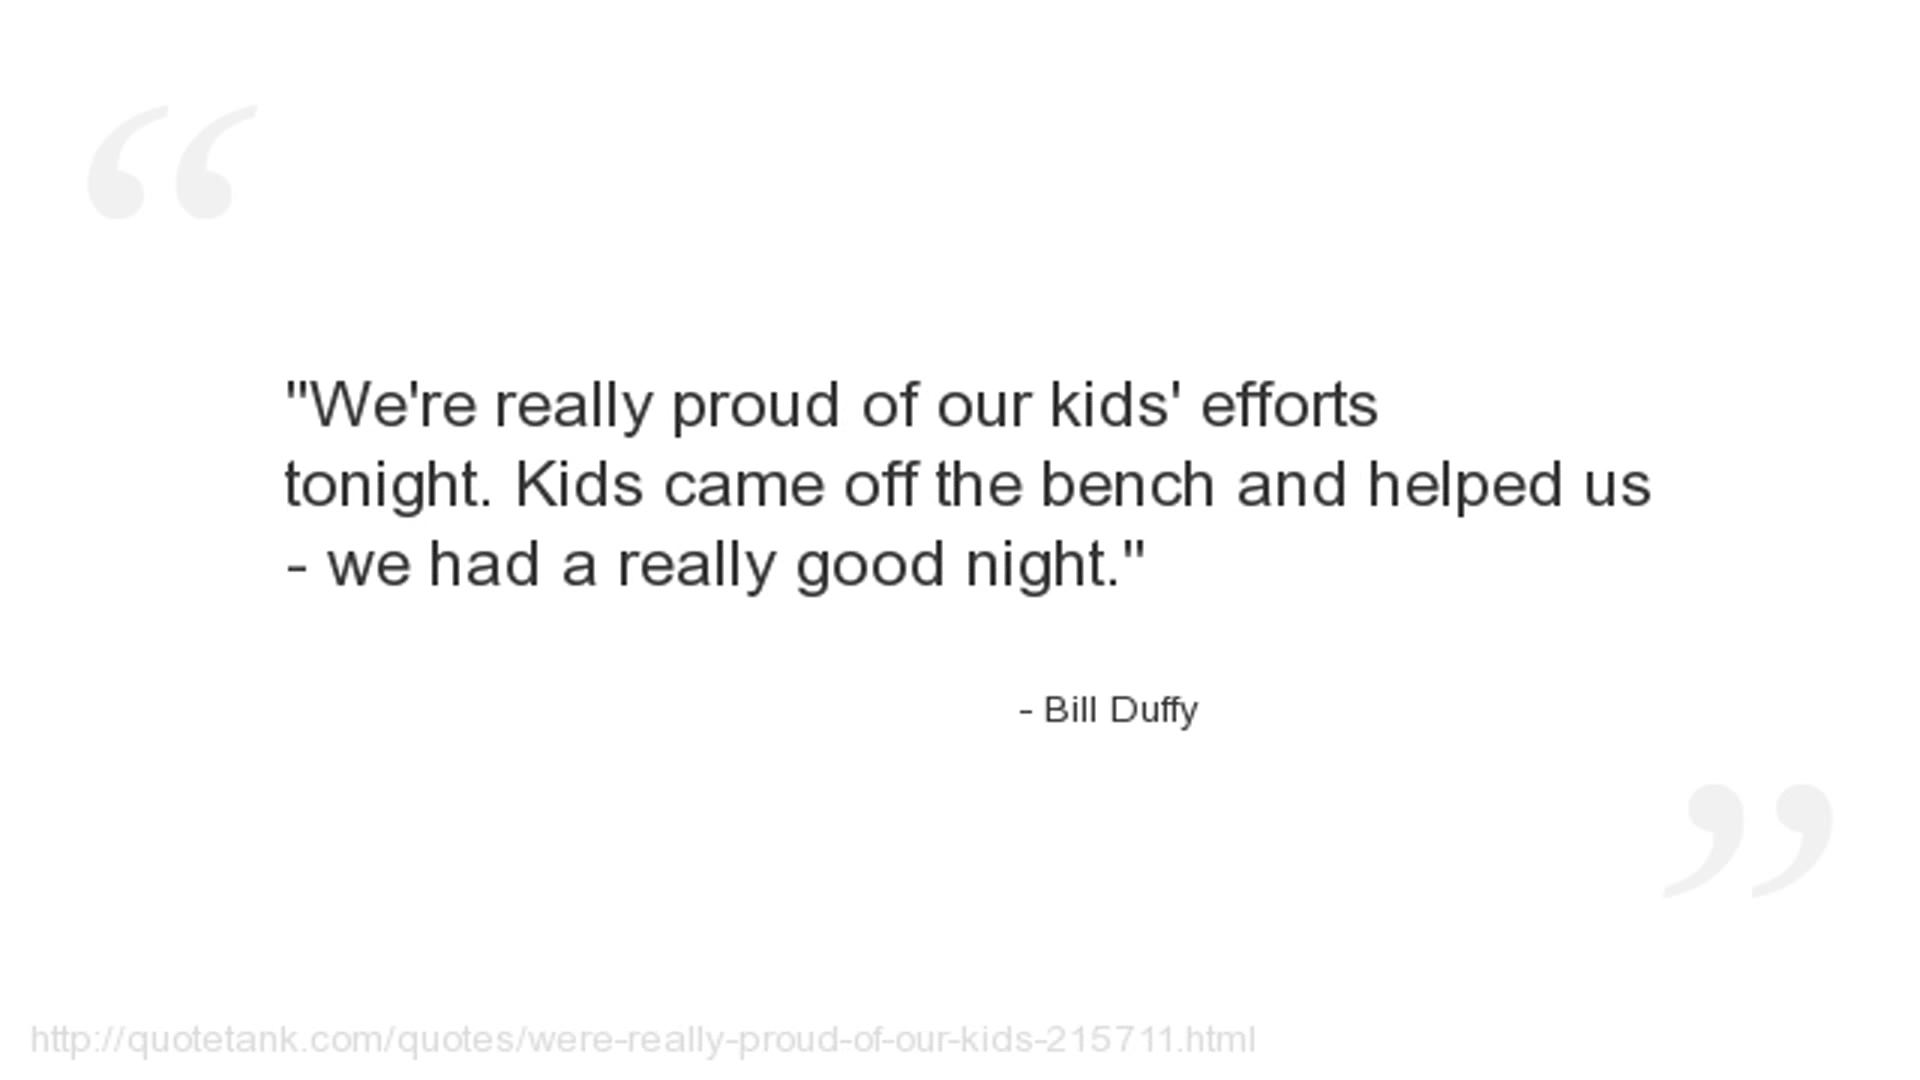 "We're really proud of our kids' efforts
tonight. Kids came off the bench and helped us
- we had a really good night."
- Bill Duffy
http://quotetank.com/quotes/were-really-proud-of-our-kids-215711.html